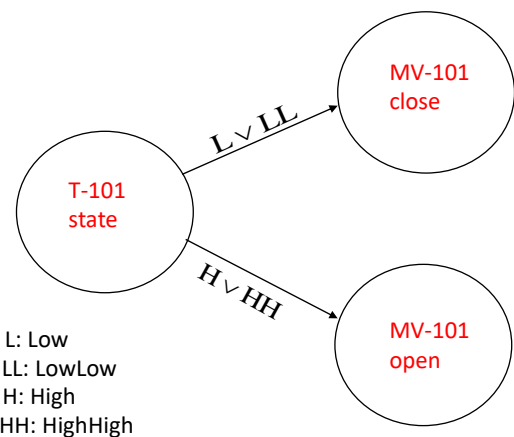 MV-101
close
L ∨ LL
T-101
state
H ∨ HH
MV-101
open
L: Low
LL: LowLow
H: High
HH: HighHigh